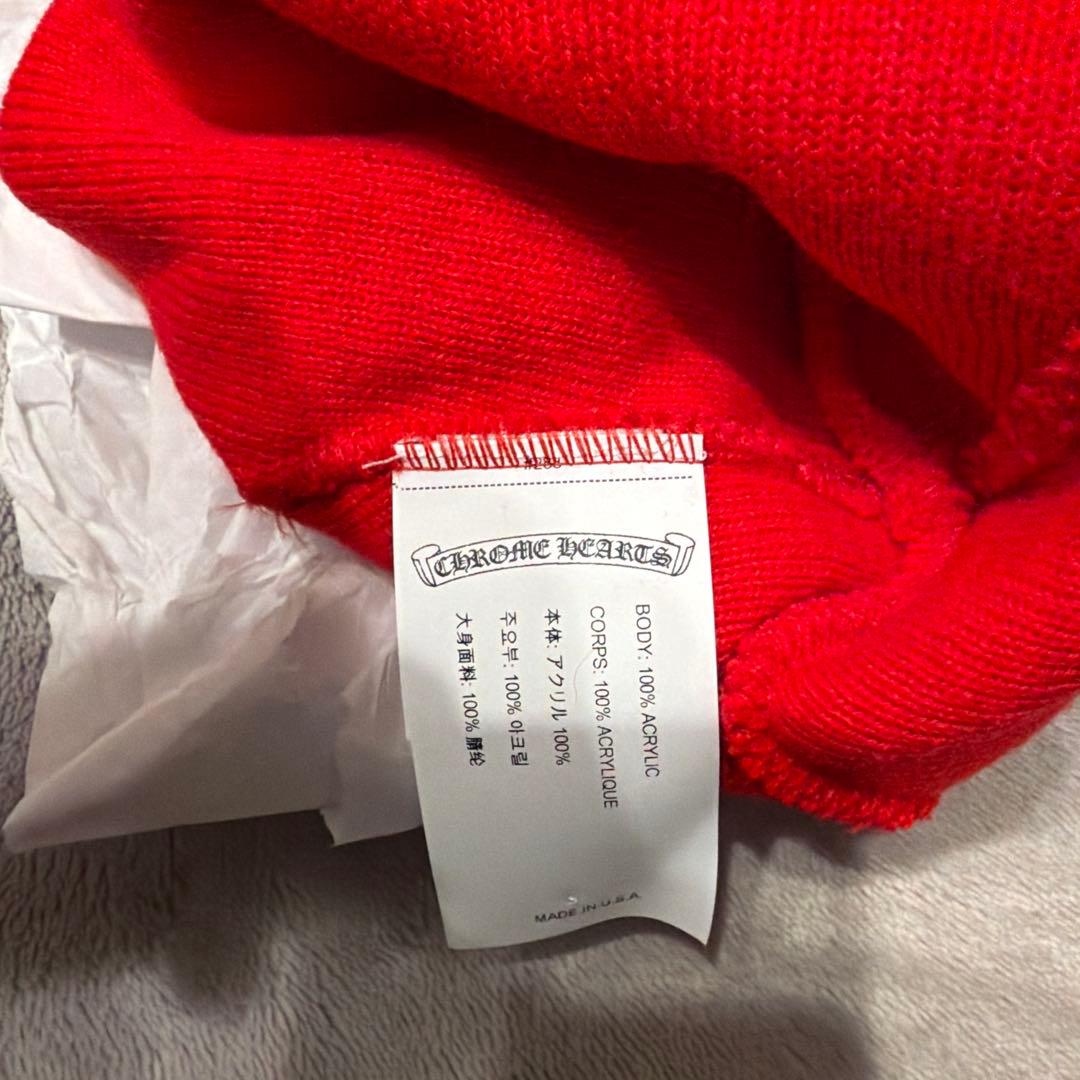 #288
CHROME HEARTS
BODY: 100% ACRYLIC
CORPS: 100% ACRYLIQUE
本体: アクリル 100%
주요부: 100% 아크릴
大身面料: 100% 腈纶
MADE IN U.S.A